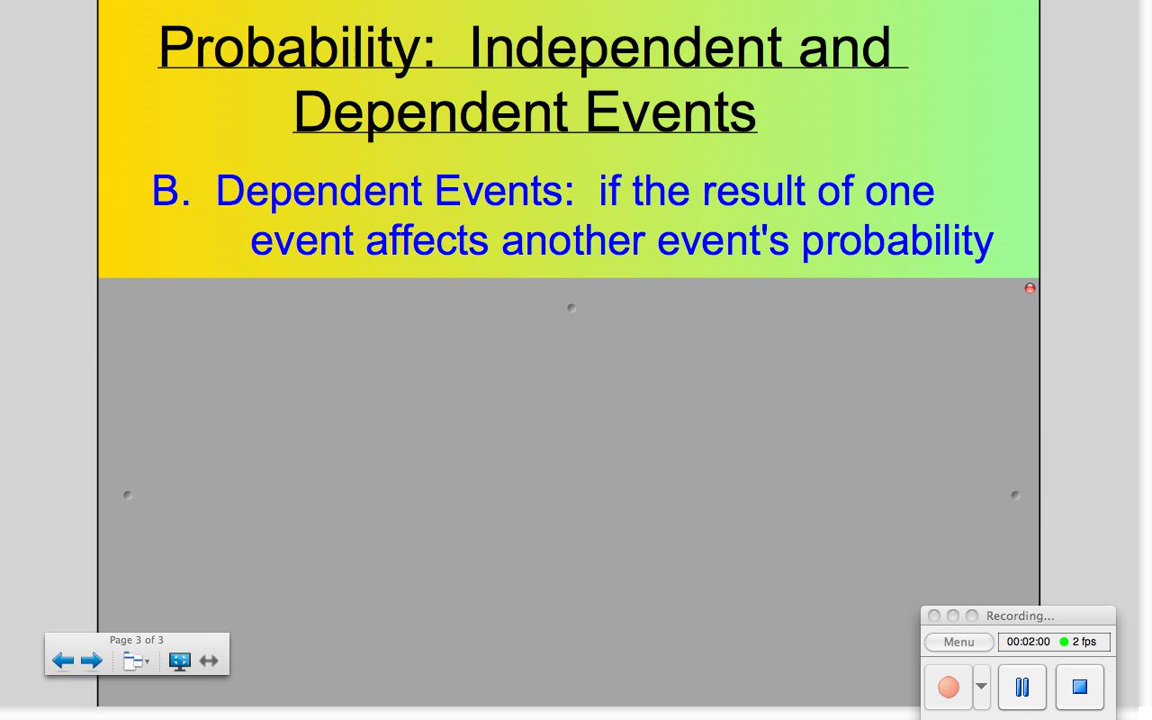 Probability: Independent and
Dependent Events
B. Dependent Events: if the result of one
event affects another event's probability
Page 3 of 3
Recording...
Menu
00:02:00
2 fps